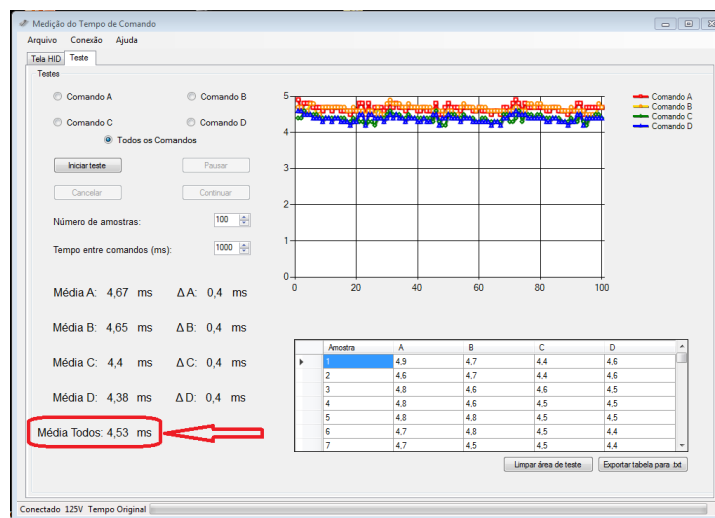 Medição do Tempo de Comando
Arquivo Conexão Ajuda
Tela HID Teste
Testes
Comando A Comando B
Comando C Comando D
Todos os Comandos
Iniciar teste Pausar
Cancelar Continuar
Número de amostras: 100
Tempo entre comandos (ms): 1000
Média A: 4,67 ms Δ A: 0,4 ms
Média B: 4,65 ms Δ B: 0,4 ms
Média C: 4,4 ms Δ C: 0,4 ms
Média D: 4,38 ms Δ D: 0,4 ms
Média Todos: 4,53 ms
5
4
3
2
1
0
0 20 40 60 80 100
Comando A
Comando B
Comando C
Comando D
Amostra A B C D
1 4,9 4,7 4,4 4,6
2 4,6 4,7 4,4 4,6
3 4,8 4,6 4,6 4,5
4 4,8 4,6 4,5 4,5
5 4,8 4,8 4,5 4,5
6 4,7 4,8 4,5 4,4
7 4,7 4,5 4,5 4,4
Limpar área de teste Exportar tabela para .txt
Conectado 125V Tempo Original